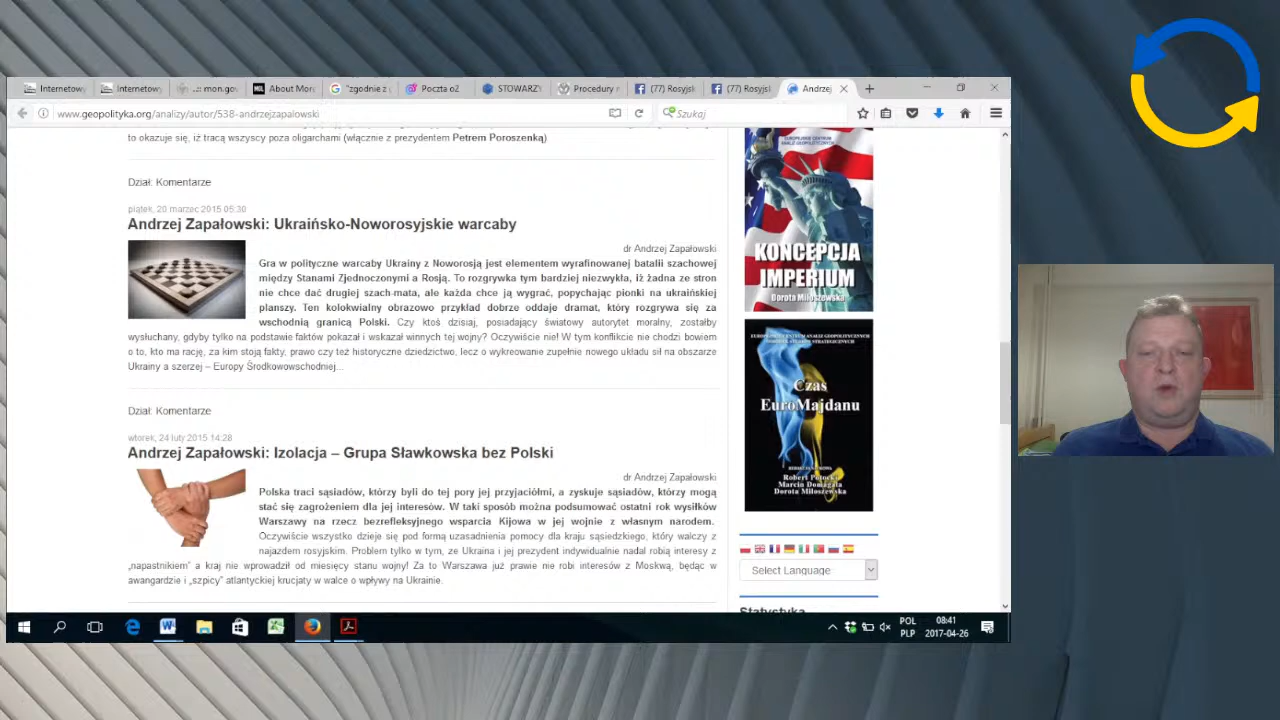 Internetowy
Internetowy
..:: mon.gov
MGL About Mon
"zgodnie z
Poczta o2
STOWARZY
Procedury
(77) Rosyjsk
(77) Rosyjsk
Andrzej
www.geopolityka.org/analizy/autor/538-andrzejzapalowski
Szukaj
to okazuje się, iż tracą wszyscy poza oligarchami (włącznie z prezydentem Petrem Poroszenką)
Dział: Komentarze
piątek, 20 marzec 2015 05:30
Andrzej Zapałowski: Ukraińsko-Noworosyjskie warcaby
dr Andrzej Zapałowski
Gra w polityczne warcaby Ukrainy z Noworosją jest elementem wyrafinowanej batalii szachowej
między Stanami Zjednoczonymi a Rosją. To rozgrywka tym bardziej niezwykła, iż żadna ze stron
nie chce dać drugiej szach-mata, ale każda chce ją wygrać, popychając pionki na ukraińskiej
planszy. Ten kolokwialny obrazowo przykład dobrze oddaje dramat, który rozgrywa się za
wschodnią granicą Polski. Czy ktoś dzisiaj, posiadający światowy autorytet moralny, zostałby
wysłuchany, gdyby tylko na podstawie faktów pokazał i wskazał winnych tej wojny? Oczywiście nie! W tym konflikcie nie chodzi bowiem
o to, kto ma rację, za kim stoją fakty, prawo czy też historyczne dziedzictwo, lecz o wykreowanie zupełnie nowego układu sił na obszarze
Ukrainy a szerzej – Europy Środkowowschodniej...
Dział: Komentarze
wtorek, 24 luty 2015 14:28
Andrzej Zapałowski: Izolacja – Grupa Sławkowska bez Polski
dr Andrzej Zapałowski
Polska traci sąsiadów, którzy byli do tej pory jej przyjaciółmi, a zyskuje sąsiadów, którzy mogą
stać się zagrożeniem dla jej interesów. W taki sposób można podsumować ostatni rok wysiłków
Warszawy na rzecz bezrefleksyjnego wsparcia Kijowa w jej wojnie z własnym narodem.
Oczywiście wszystko dzieje się pod formą uzasadnienia pomocy dla kraju sąsiedzkiego, który walczy z
najazdem rosyjskim. Problem tylko w tym, ze Ukraina i jej prezydent indywidualnie nadal robią interesy z
„napastnikiem" a kraj nie wprowadził od miesięcy stanu wojny! Za to Warszawa już prawie nie robi interesów z Moskwą, będąc w
awangardzie i „szpicy" atlantyckiej krucjaty w walce o wpływy na Ukrainie.
EUROPEJSKIE CENTRUM
ANALIZ GEOPOLITYCZNYCH
KONCEPCJA
IMPERIUM
Dorota Miłoszewska
EUROPEJSKIE CENTRUM ANALIZ GEOPOLITYCZNYCH
Czas
EuroMajdanu
REDAKCJA NAUKOWA
Robert Potocki
Marcin Domagała
Dorota Miłoszewska
Select Language
Statystyka
POL
PLP
08:41
2017-04-26